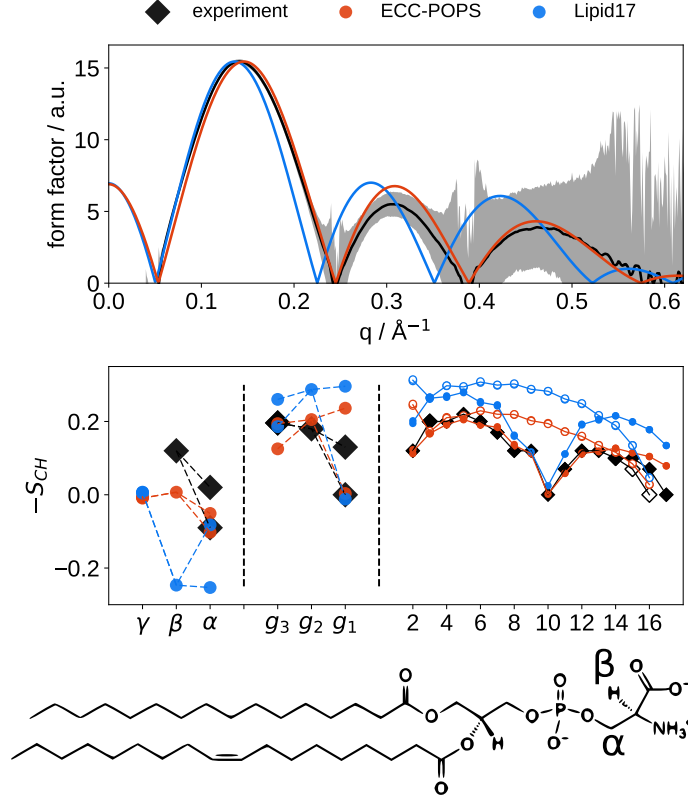 experiment ECC-POPS Lipid17
form factor / a.u.
15
10
5
0
0.0 0.1 0.2 0.3 0.4 0.5 0.6
q / Å⁻¹
−S_CH
0.2
0.0
−0.2
γ β α g₃ g₂ g₁ 2 4 6 8 10 12 14 16
β
O O O
H O⁻
O O P O NH₃⁺
O H O⁻ α
O